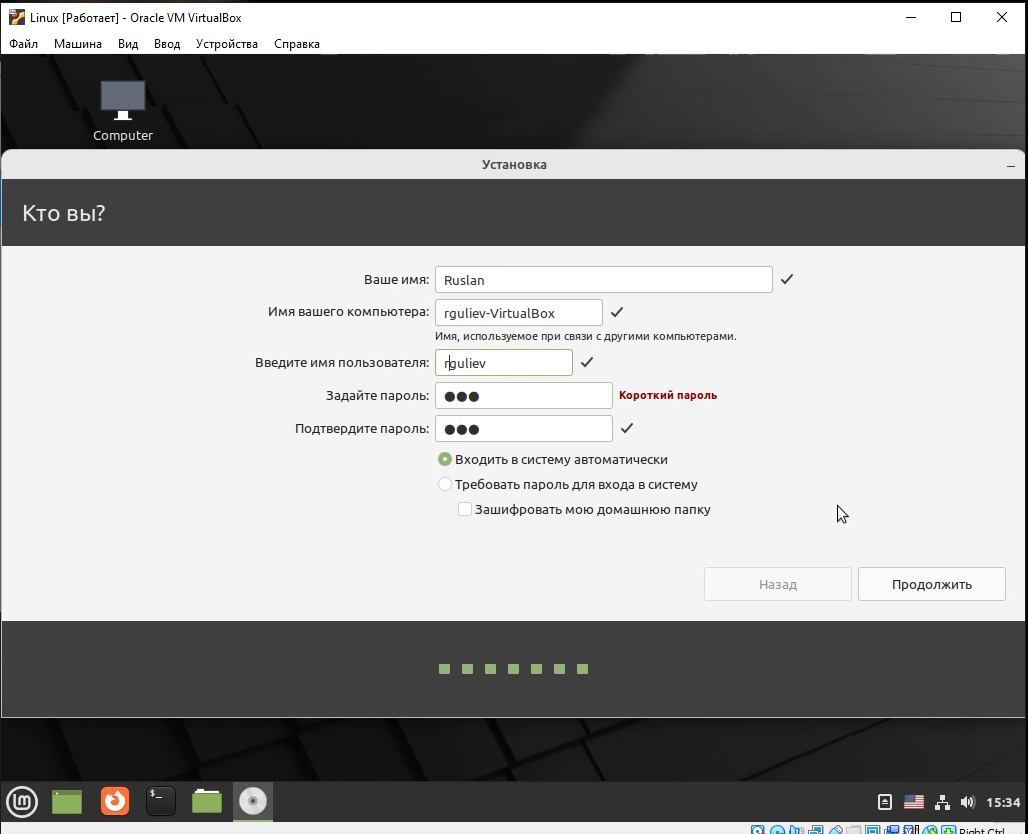 Linux [Работает] - Oracle VM VirtualBox
Файл Машина Вид Ввод Устройства Справка
Computer
Установка
Кто вы?
Ваше имя: Ruslan
Имя вашего компьютера: rguliev-VirtualBox
Имя, используемое при связи с другими компьютерами.
Введите имя пользователя: rguliev
Задайте пароль: ●●● Короткий пароль
Подтвердите пароль: ●●●
Входить в систему автоматически
Требовать пароль для входа в систему
Зашифровать мою домашнюю папку
Назад Продолжить
$_ 15:34
Right Ctrl